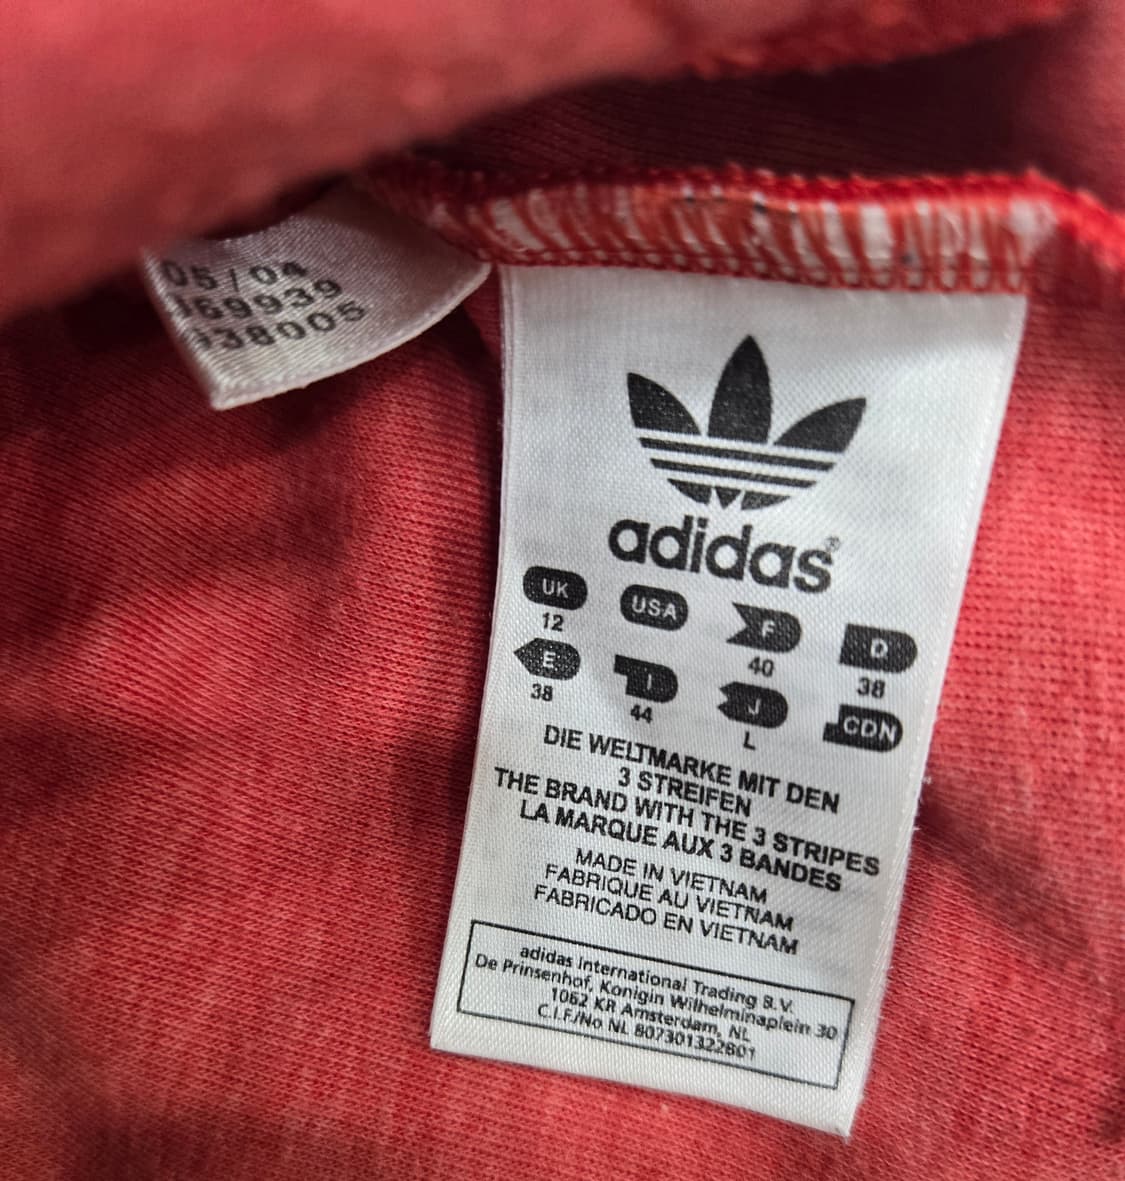 05/04
169939
038005
adidas®
UK USA F D
12 40 38
E I J CDN
38 44 L
DIE WELTMARKE MIT DEN
3 STREIFEN
THE BRAND WITH THE 3 STRIPES
LA MARQUE AUX 3 BANDES
MADE IN VIETNAM
FABRIQUE AU VIETNAM
FABRICADO EN VIETNAM
adidas International Trading B.V.
De Prinsenhof, Konigin Wilhelminaplein 30
1062 KR Amsterdam, NL
C.I.F/No NL 807301322B01